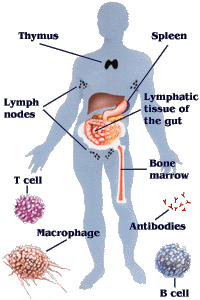 Thymus
Spleen
Lymph
nodes
Lymphatic
tissue of
the gut
Bone
marrow
T cell
Antibodies
Macrophage
B cell